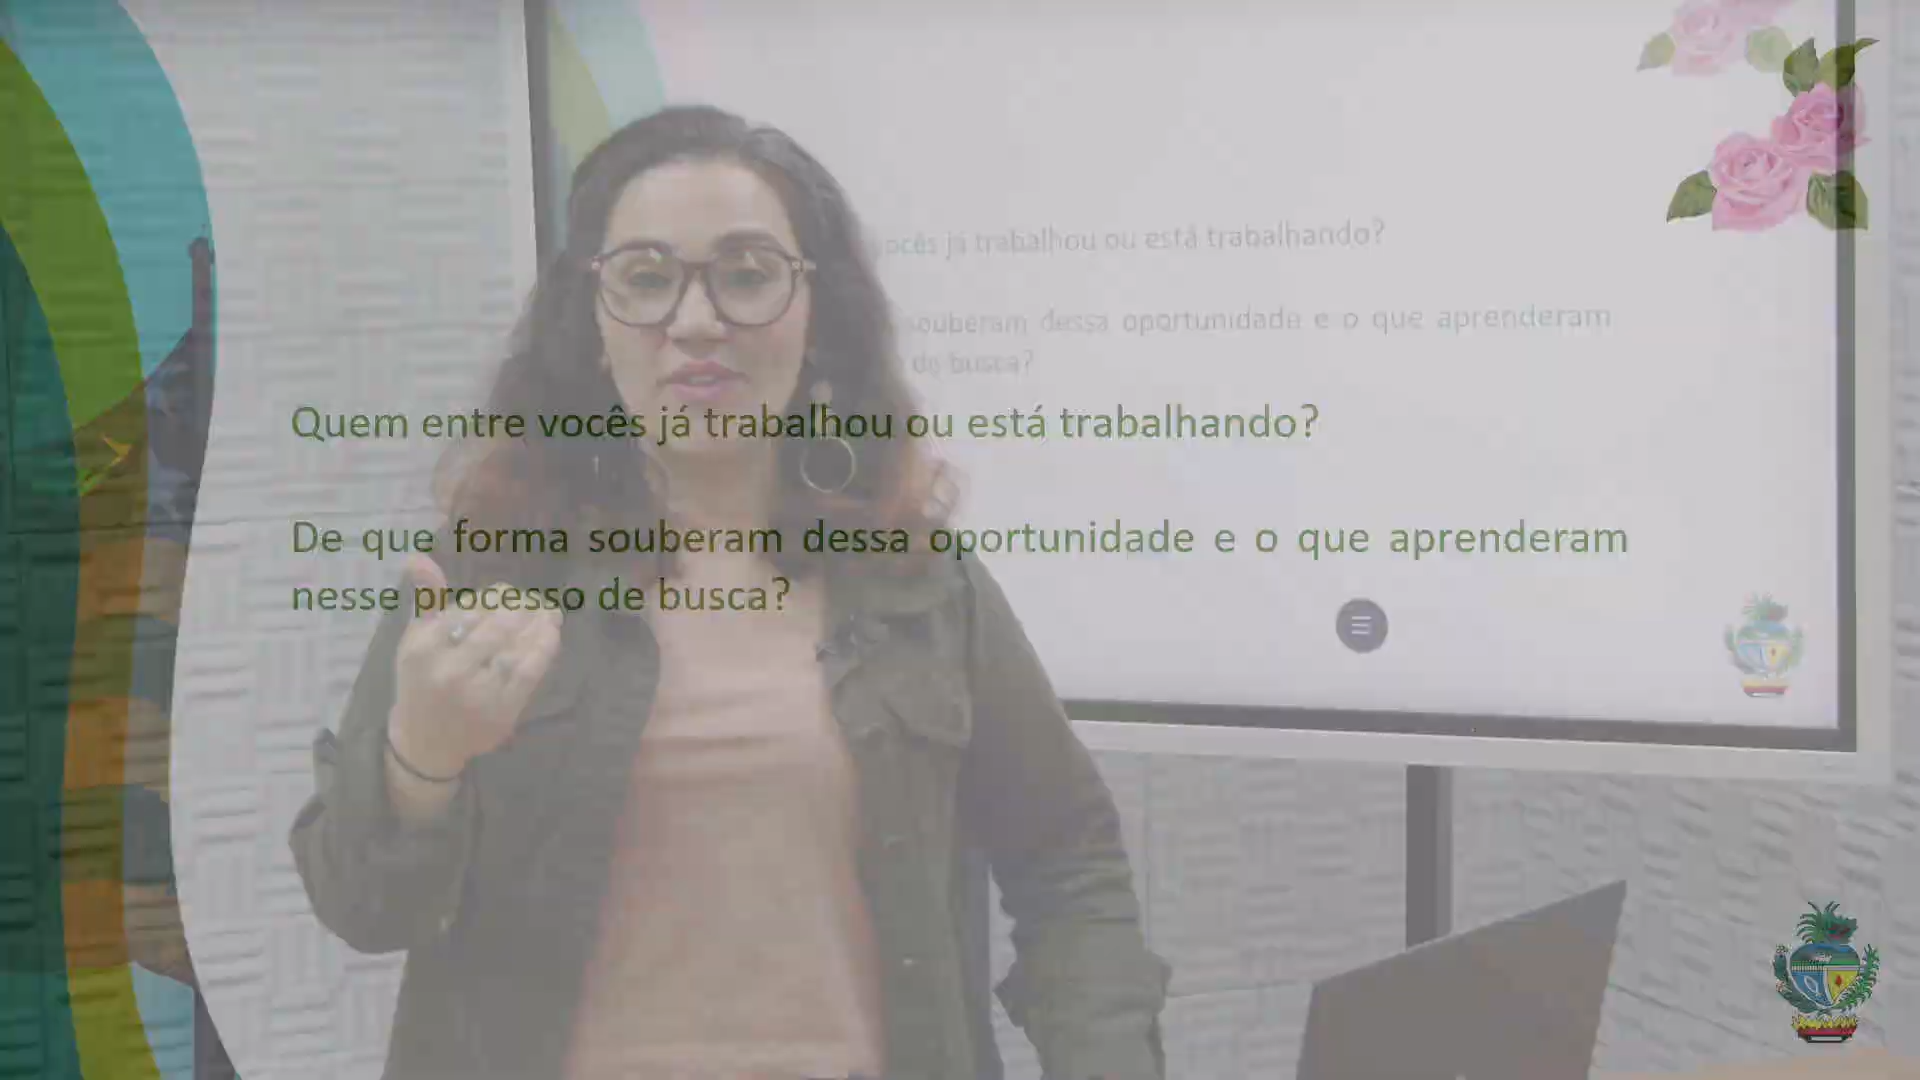 ocês já trabalhou ou está trabalhando?
souberam dessa oportunidade e o que aprenderam
de busca?
Quem entre vocês já trabalhou ou está trabalhando?
De que forma souberam dessa oportunidade e o que aprenderam
nesse processo de busca?